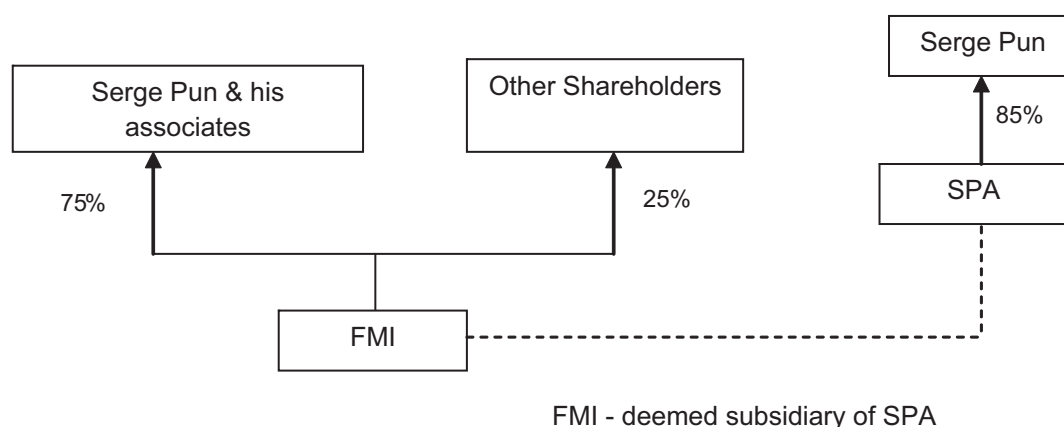 Serge Pun
Serge Pun & his
associates
Other Shareholders
85%
SPA
75%
25%
FMI
FMI - deemed subsidiary of SPA